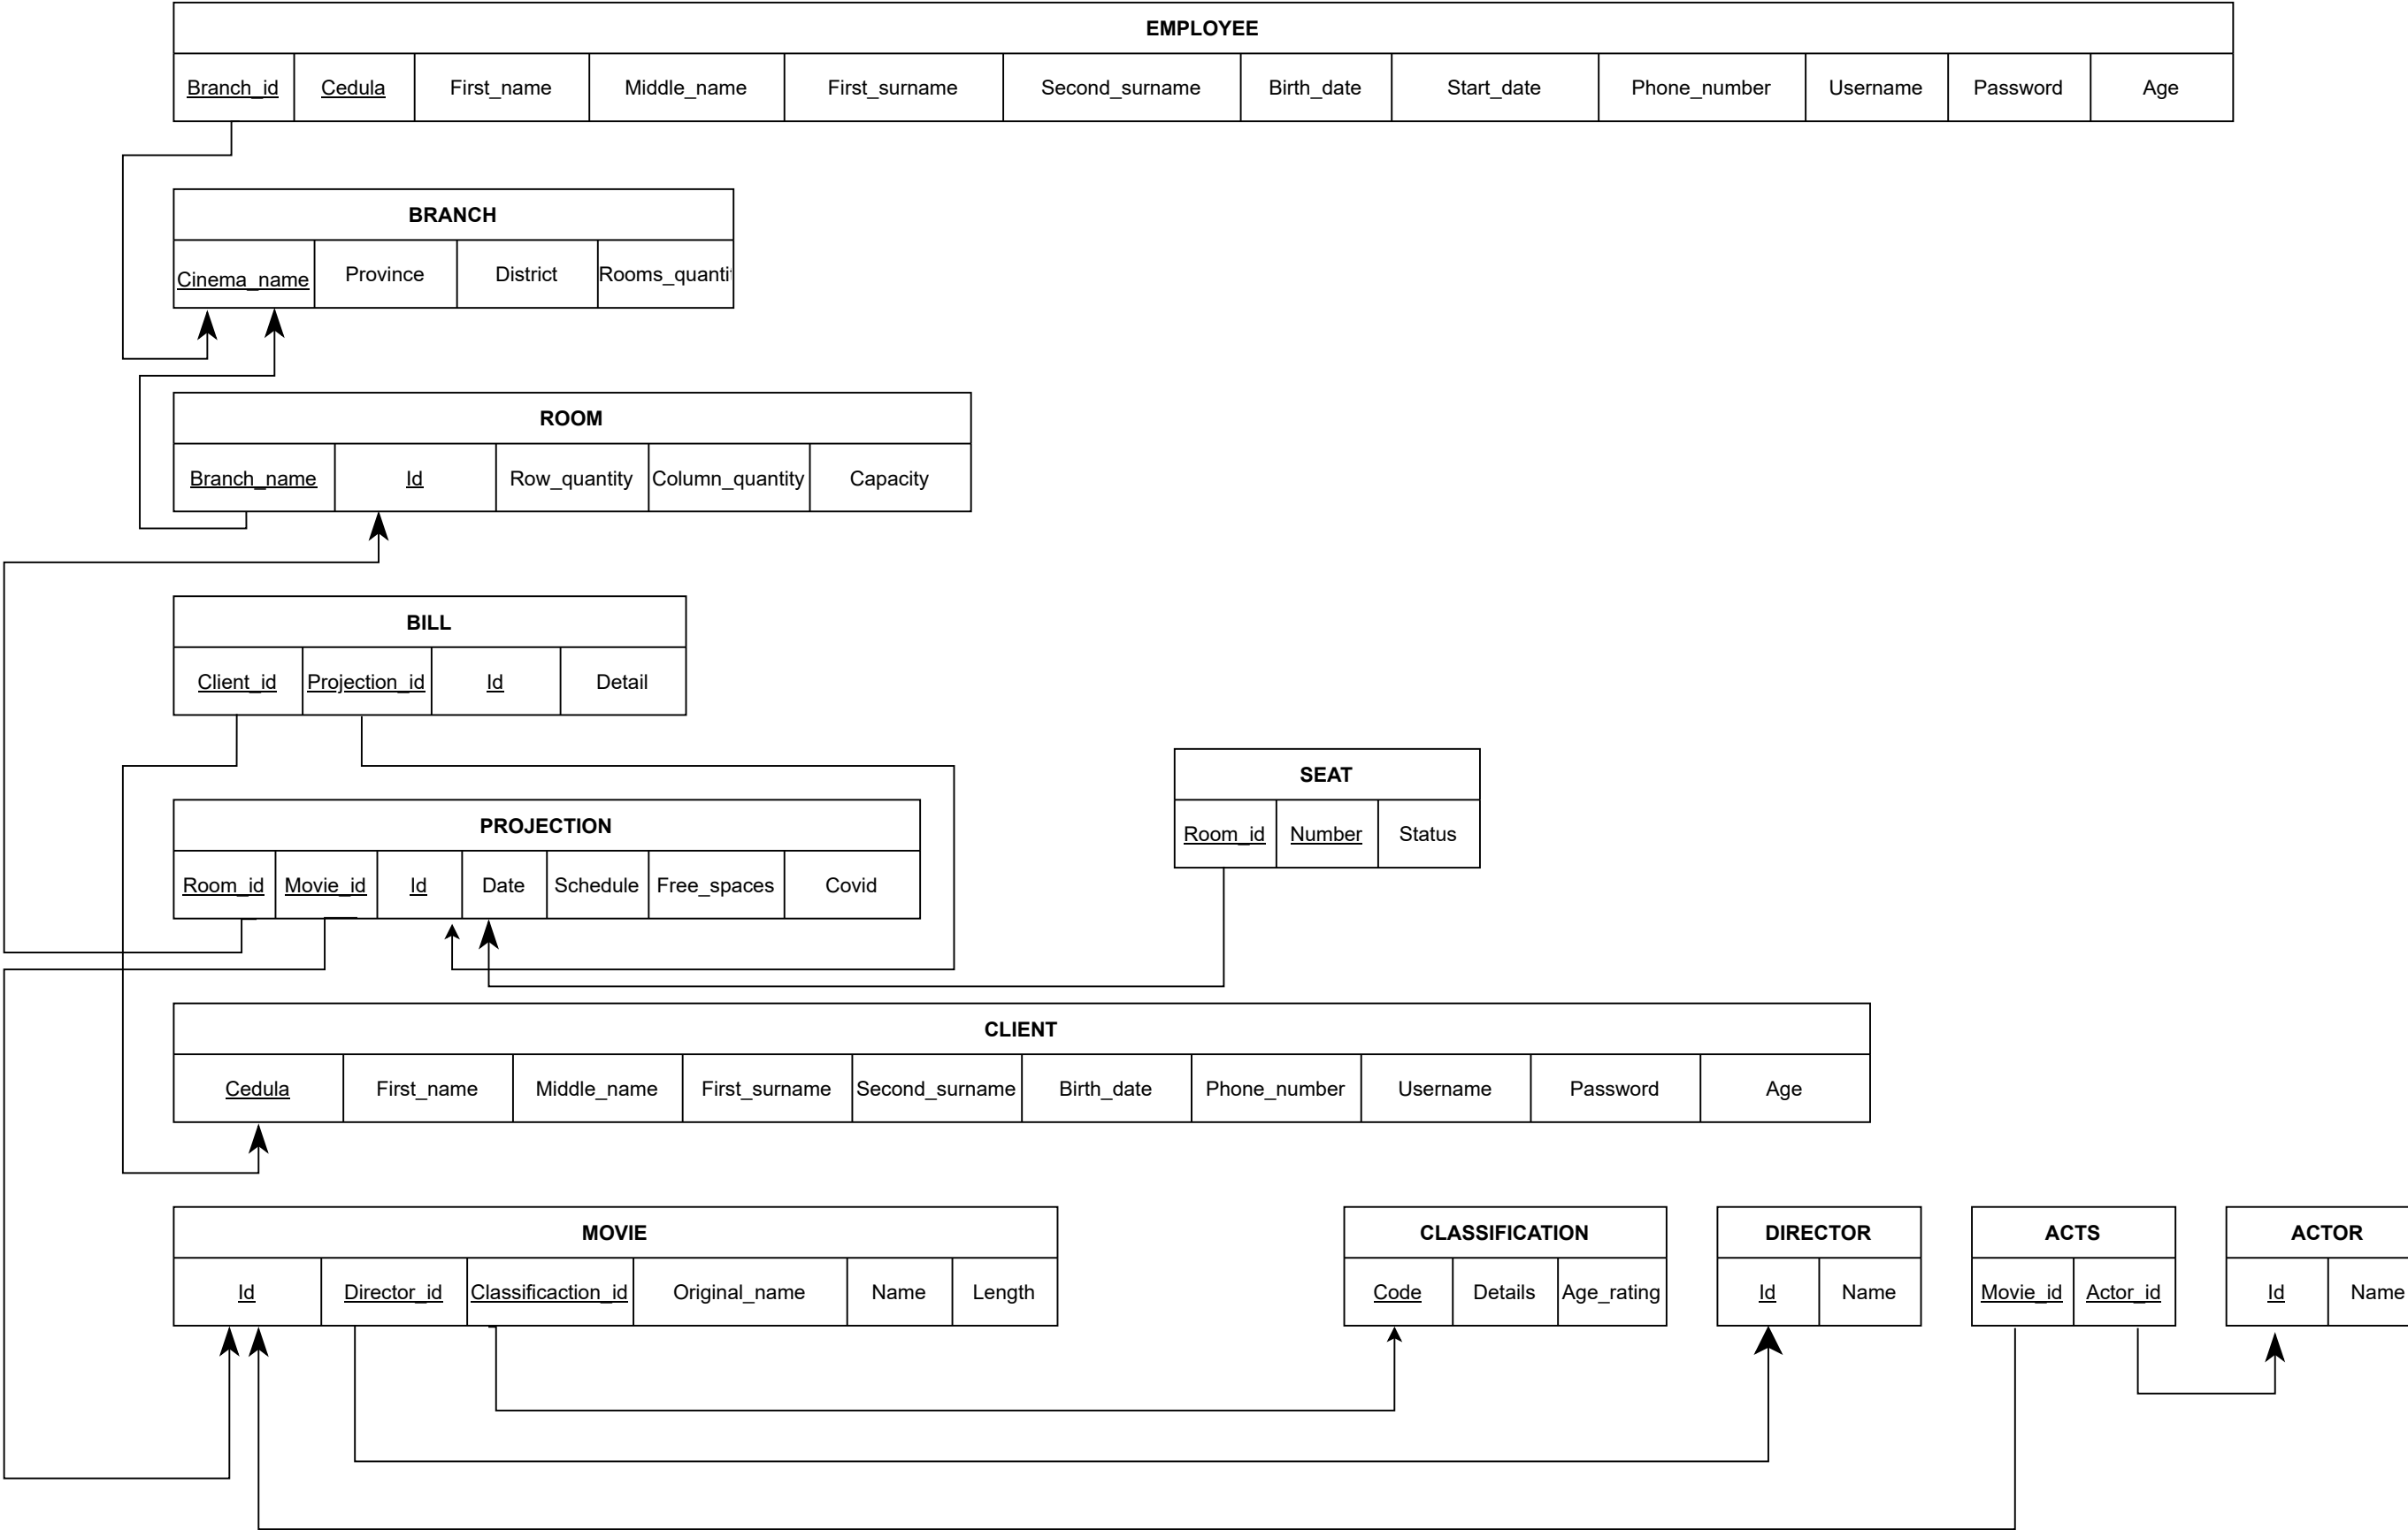 EMPLOYEE
Branch_id Cedula First_name Middle_name First_surname Second_surname Birth_date Start_date Phone_number Username Password Age
BRANCH
Cinema_name Province District Rooms_quanti
ROOM
Branch_name Id Row_quantity Column_quantity Capacity
BILL
Client_id Projection_id Id Detail
SEAT
Room_id Number Status
PROJECTION
Room_id Movie_id Id Date Schedule Free_spaces Covid
CLIENT
Cedula First_name Middle_name First_surname Second_surname Birth_date Phone_number Username Password Age
MOVIE
Id Director_id Classificaction_id Original_name Name Length
CLASSIFICATION
Code Details Age_rating
DIRECTOR
Id Name
ACTS
Movie_id Actor_id
ACTOR
Id Name